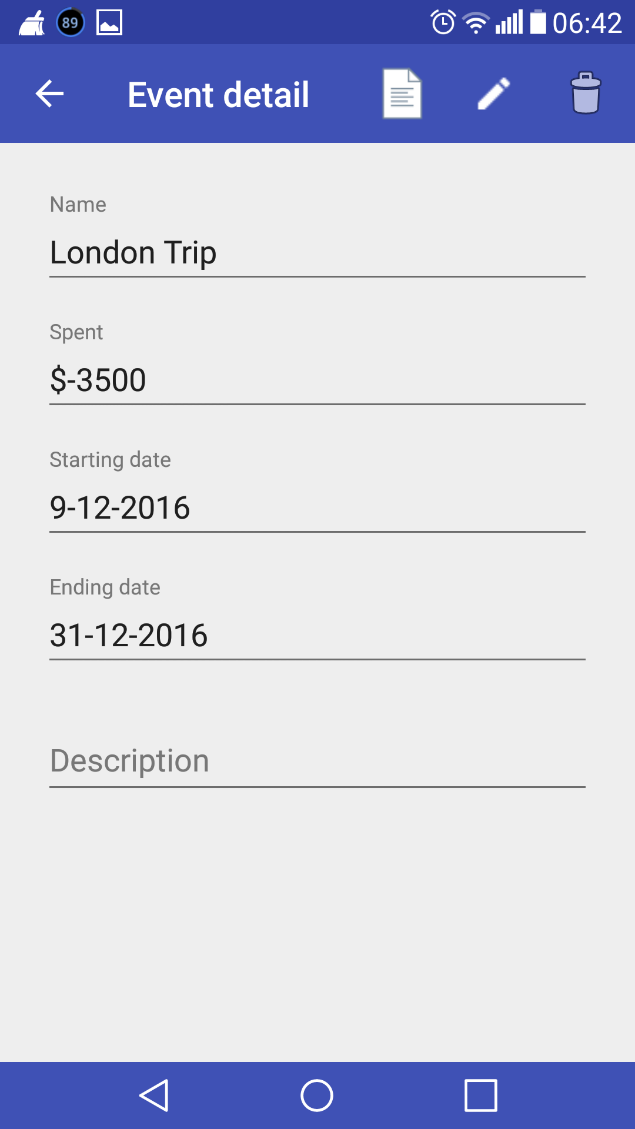 89
06:42
Event detail
Name
London Trip
Spent
$-3500
Starting date
9-12-2016
Ending date
31-12-2016
Description